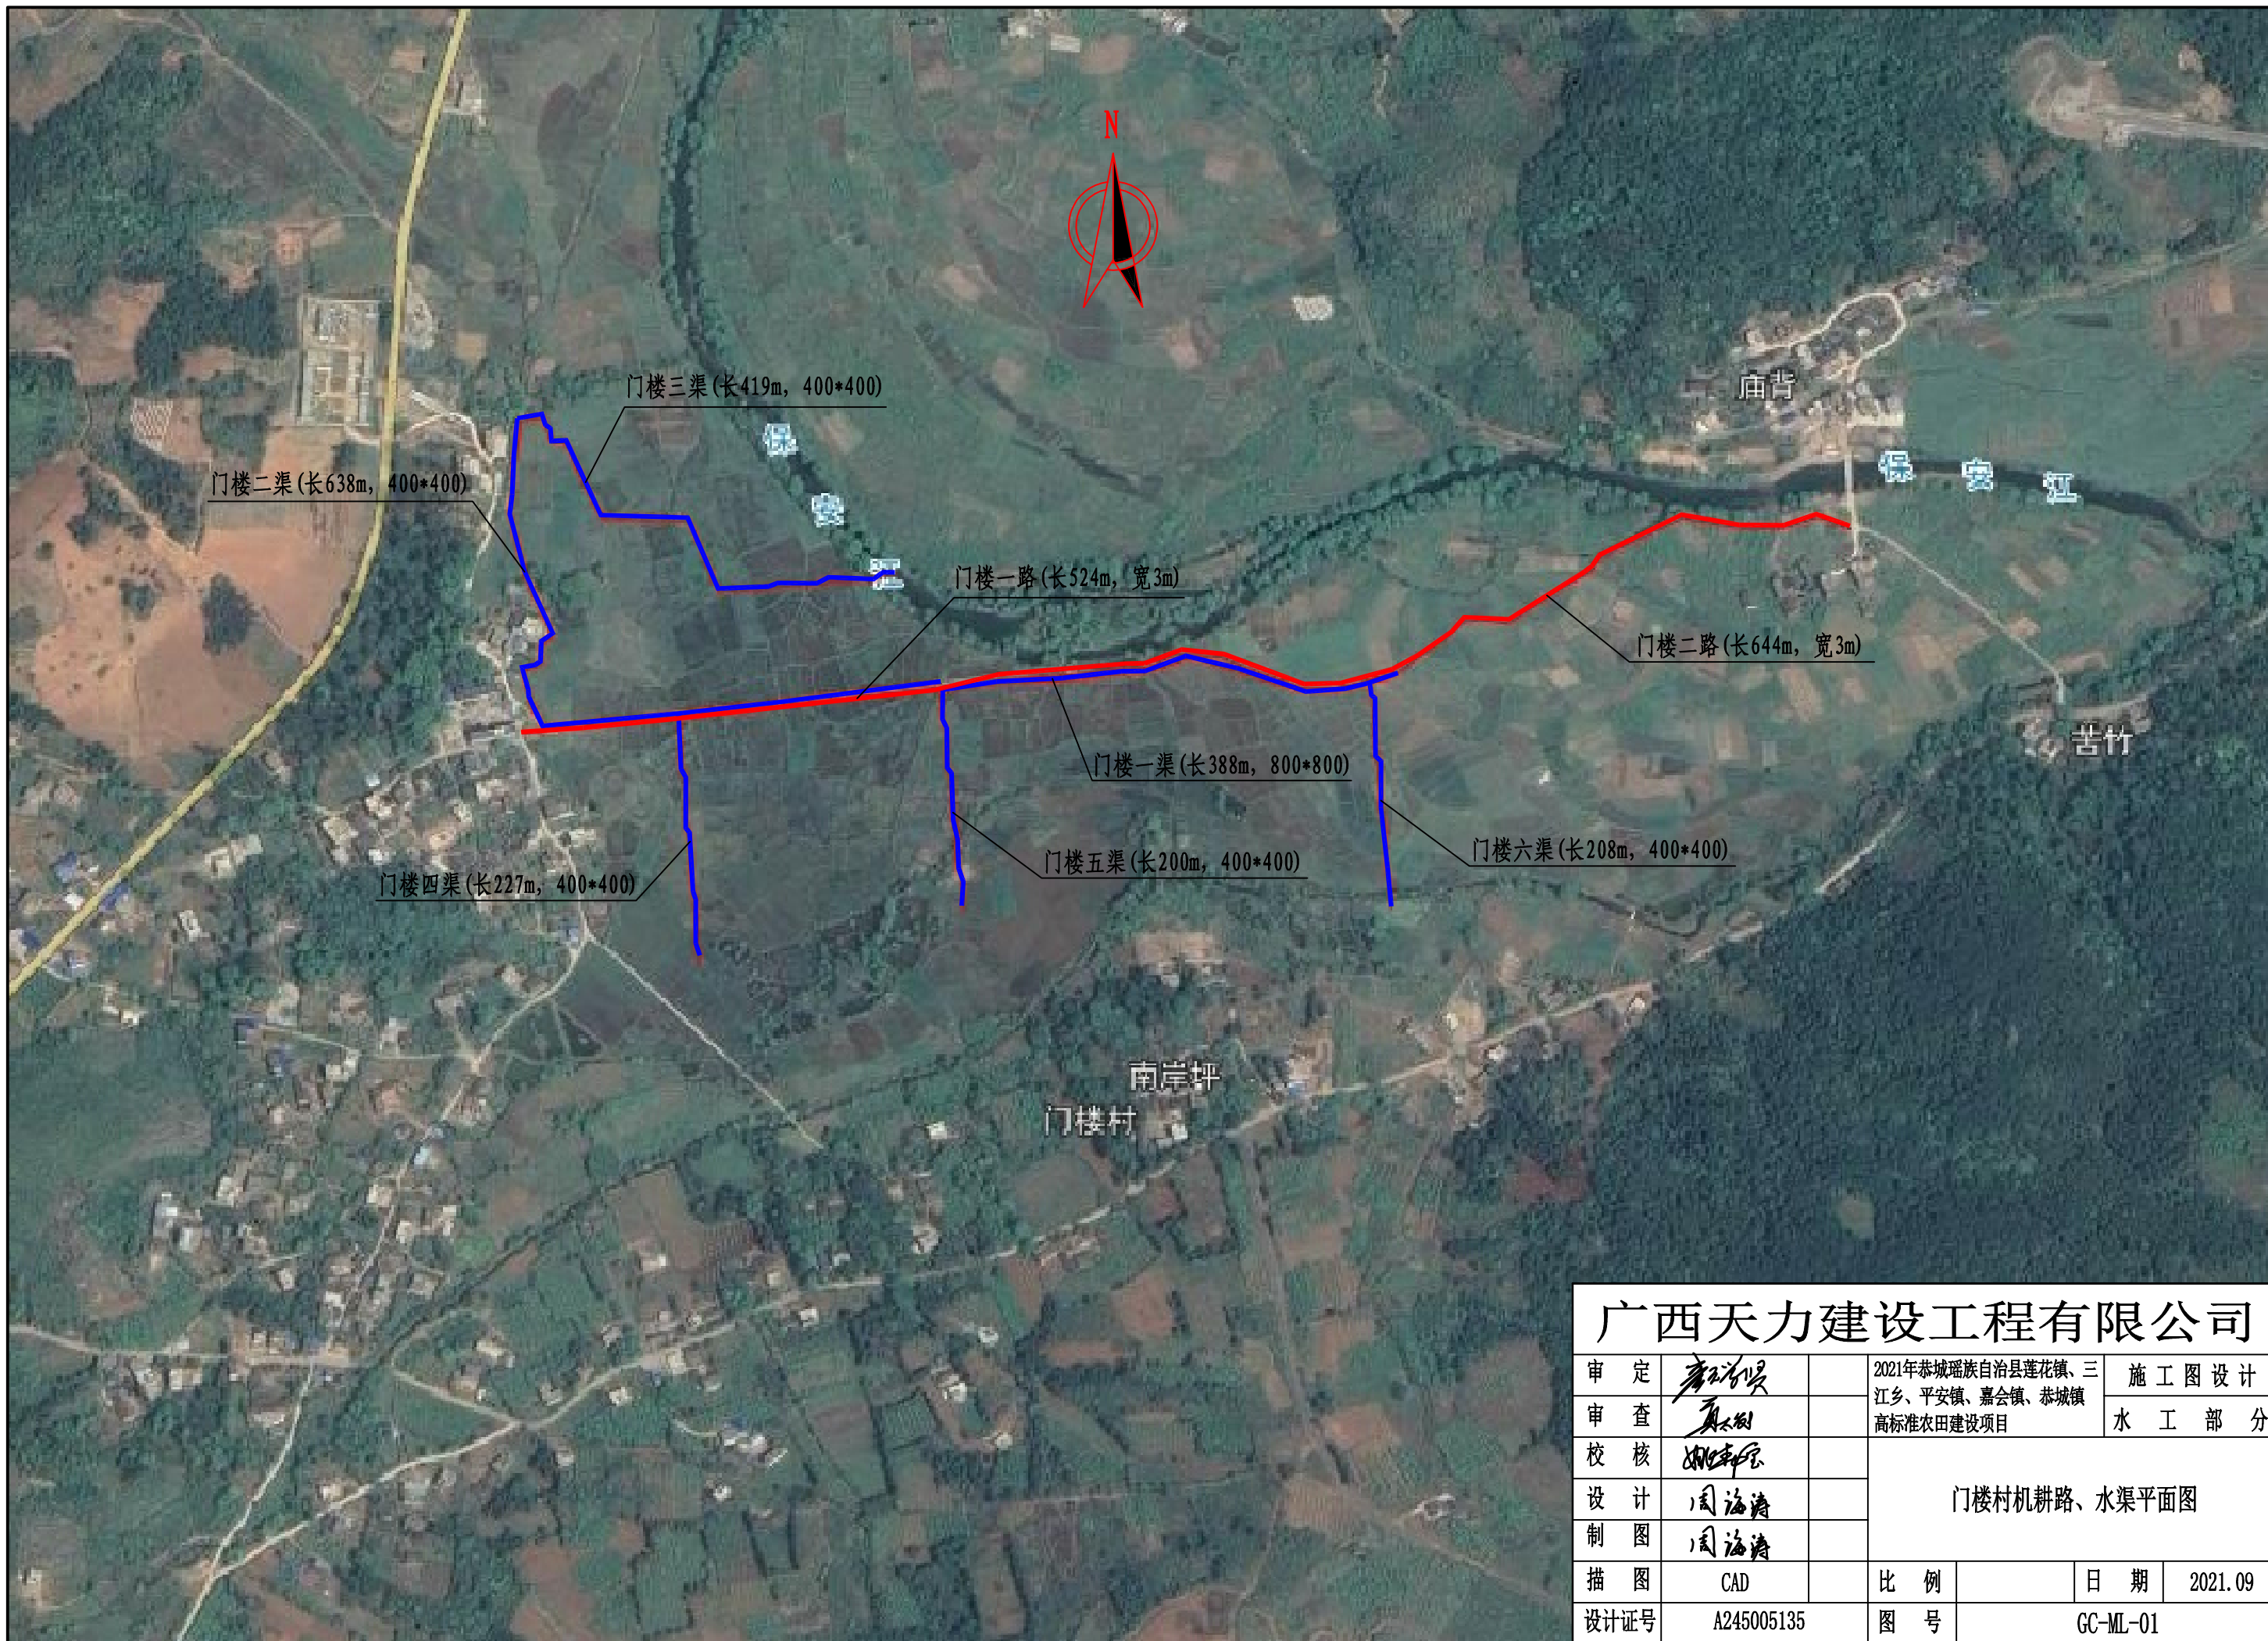 N
门楼三渠(长419m, 400*400)
庙背
保
安
江
保
安
江
门楼二渠(长638m, 400*400)
门楼一路(长524m, 宽3m)
门楼二路(长644m, 宽3m)
苦竹
门楼一渠(长388m, 800*800)
门楼六渠(长208m, 400*400)
门楼五渠(长200m, 400*400)
门楼四渠(长227m, 400*400)
南岸坪
门楼村
广西天力建设工程有限公司
审 定
2021年恭城瑶族自治县莲花镇、三
江乡、平安镇、嘉会镇、恭城镇
高标准农田建设项目
施工图设计
审 查
水 工 部 分
校 核
门楼村机耕路、水渠平面图
设 计 周海涛
制 图 周海涛
描 图 CAD 比 例 日 期 2021.09
设计证号 A245005135 图 号 GC-ML-01